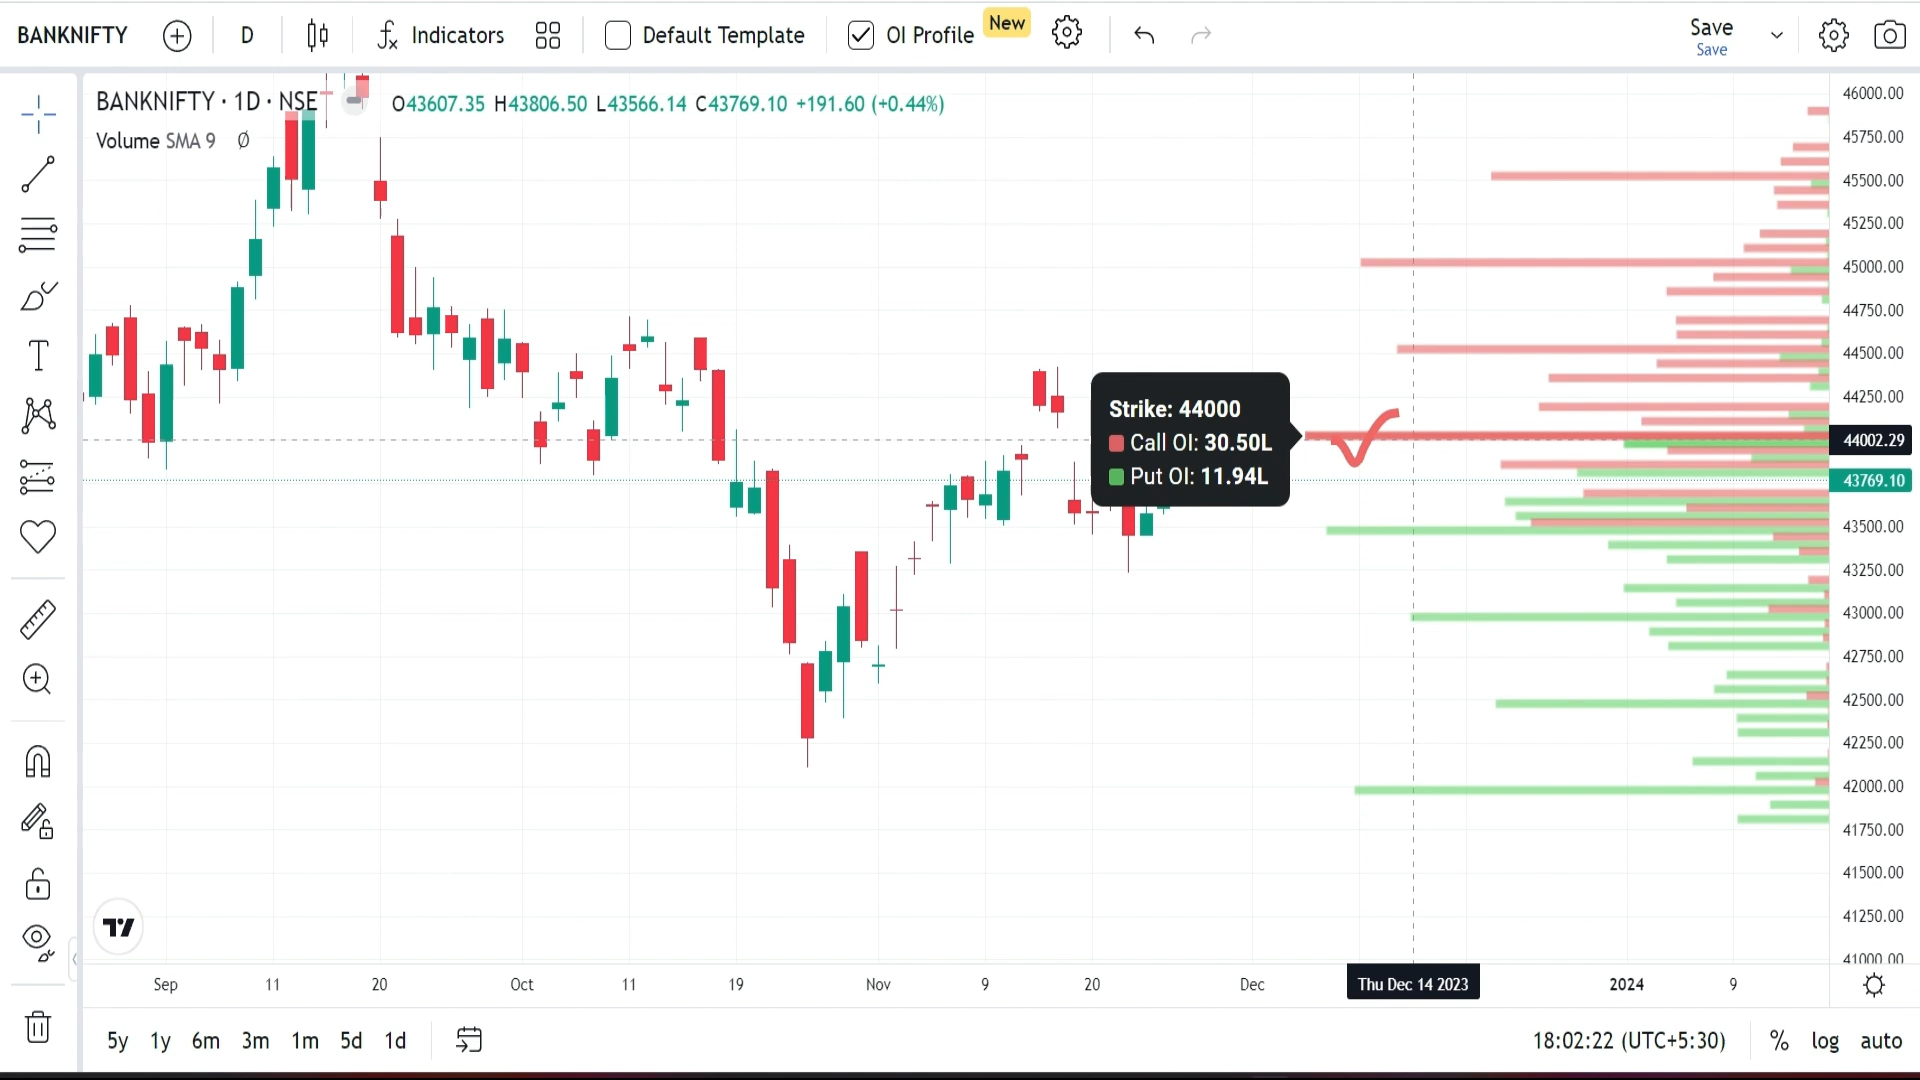 BANKNIFTY D Indicators Default Template OI Profile New Save
Save
BANKNIFTY · 1D · NSE O43607.35 H43806.50 L43566.14 C43769.10 +191.60 (+0.44%)
Volume SMA 9 Ø
46000.00
45750.00
45500.00
45250.00
45000.00
44750.00
44500.00
44250.00
Strike: 44000
Call OI: 30.50L
Put OI: 11.94L
44002.29
43769.10
43500.00
43250.00
43000.00
42750.00
42500.00
42250.00
42000.00
41750.00
41500.00
41250.00
41000.00
Sep 11 20 Oct 11 19 Nov 9 20 Dec Thu Dec 14 2023 2024 9
5y 1y 6m 3m 1m 5d 1d 18:02:22 (UTC+5:30) % log auto